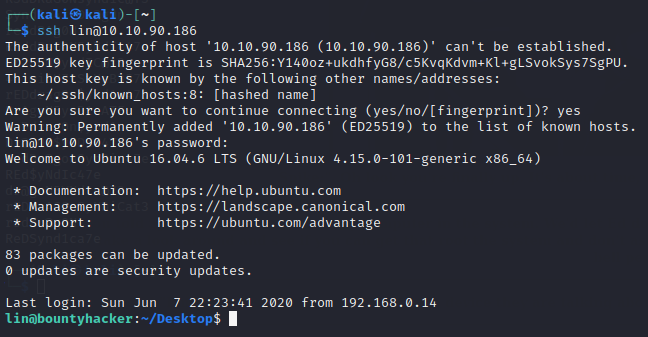 ┌──(kali㉿kali)-[~]
└─$ ssh lin@10.10.90.186
The authenticity of host '10.10.90.186 (10.10.90.186)' can't be established.
ED25519 key fingerprint is SHA256:Y140oz+ukdhfyG8/c5KvqKdvm+Kl+gLSvokSys7SgPU.
This host key is known by the following other names/addresses:
    ~/.ssh/known_hosts:8: [hashed name]
Are you sure you want to continue connecting (yes/no/[fingerprint])? yes
Warning: Permanently added '10.10.90.186' (ED25519) to the list of known hosts.
lin@10.10.90.186's password:
Welcome to Ubuntu 16.04.6 LTS (GNU/Linux 4.15.0-101-generic x86_64)

 * Documentation:  https://help.ubuntu.com
 * Management:     https://landscape.canonical.com
 * Support:        https://ubuntu.com/advantage

83 packages can be updated.
0 updates are security updates.

Last login: Sun Jun  7 22:23:41 2020 from 192.168.0.14
lin@bountyhacker:~/Desktop$